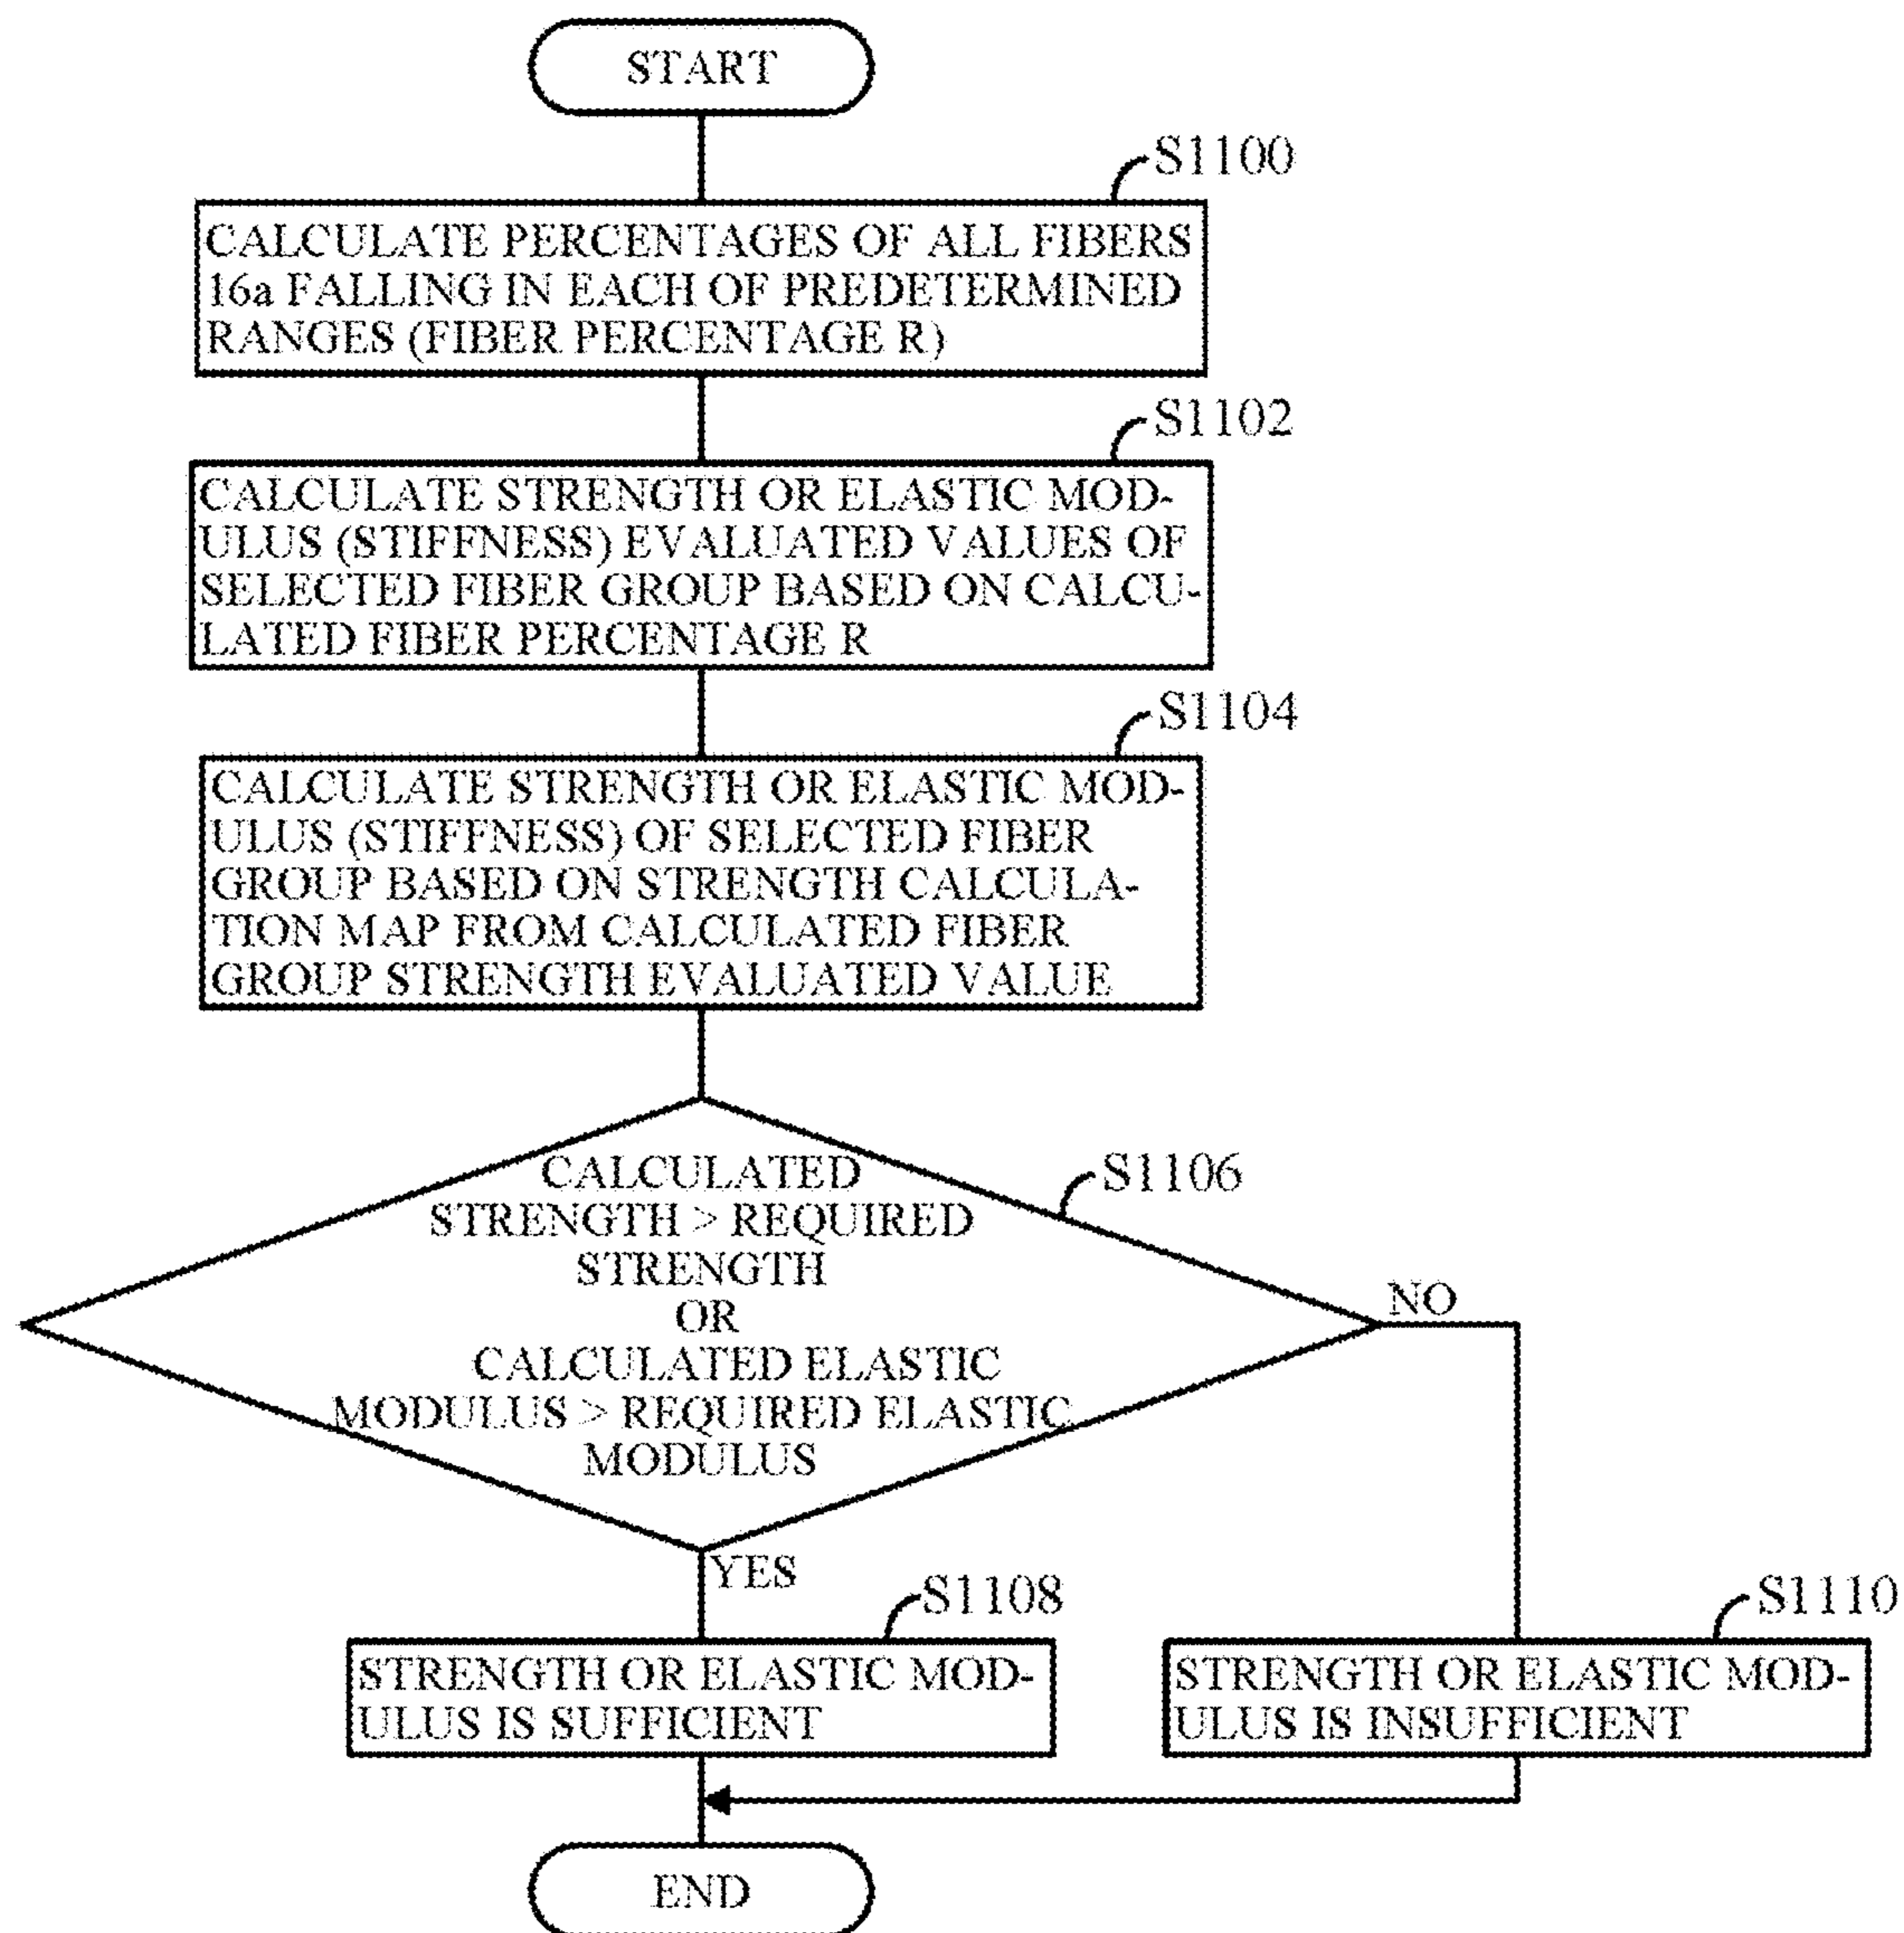 START
S1100
CALCULATE PERCENTAGES OF ALL FIBERS
16a FALLING IN EACH OF PREDETERMINED
RANGES (FIBER PERCENTAGE R)
S1102
CALCULATE STRENGTH OR ELASTIC MOD-
ULUS (STIFFNESS) EVALUATED VALUES OF
SELECTED FIBER GROUP BASED ON CALCU-
LATED FIBER PERCENTAGE R
S1104
CALCULATE STRENGTH OR ELASTIC MOD-
ULUS (STIFFNESS) OF SELECTED FIBER
GROUP BASED ON STRENGTH CALCULA-
TION MAP FROM CALCULATED FIBER
GROUP STRENGTH EVALUATED VALUE
S1106
CALCULATED
STRENGTH > REQUIRED
STRENGTH
OR
CALCULATED ELASTIC
MODULUS > REQUIRED ELASTIC
MODULUS
NO
YES
S1108
STRENGTH OR ELASTIC MOD-
ULUS IS SUFFICIENT
S1110
STRENGTH OR ELASTIC MOD-
ULUS IS INSUFFICIENT
END